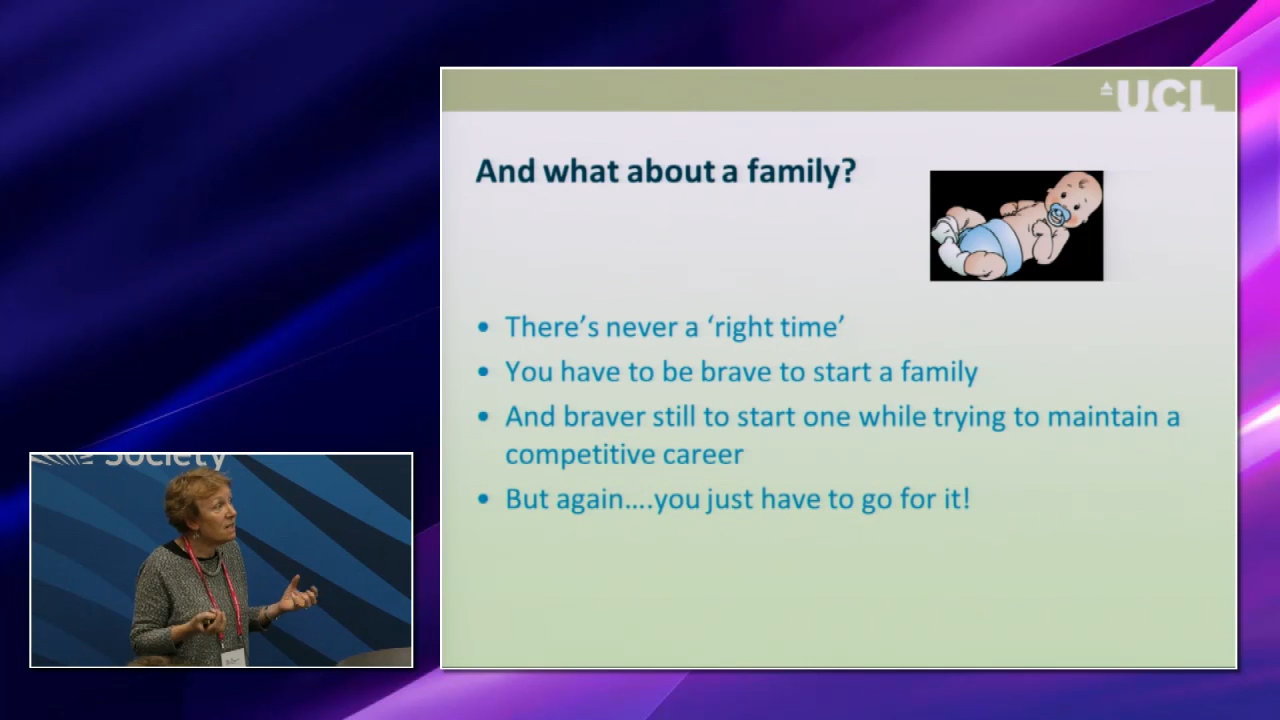 UCL
And what about a family?
• There’s never a ‘right time’
• You have to be brave to start a family
• And braver still to start one while trying to maintain a
competitive career
• But again....you just have to go for it!
Society